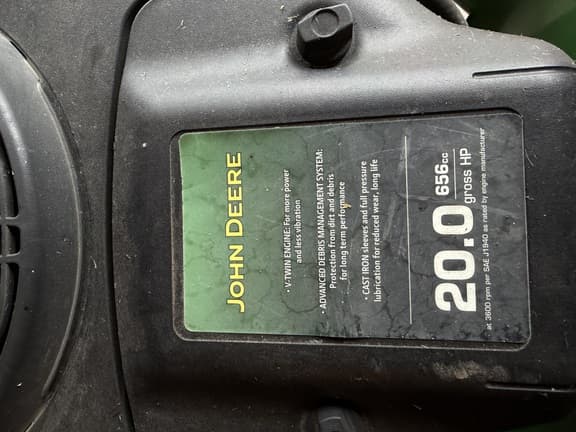 JOHN DEERE
• V-TWIN ENGINE: For more power
and less vibration
• ADVANCED DEBRIS MANAGEMENT SYSTEM:
Protection from dirt and debris
for long term performance
• CAST IRON sleeves and full pressure
lubrication for reduced wear, long life
20.0 656cc
gross HP
at 3600 rpm per SAE J1940 as rated by engine manufacturer